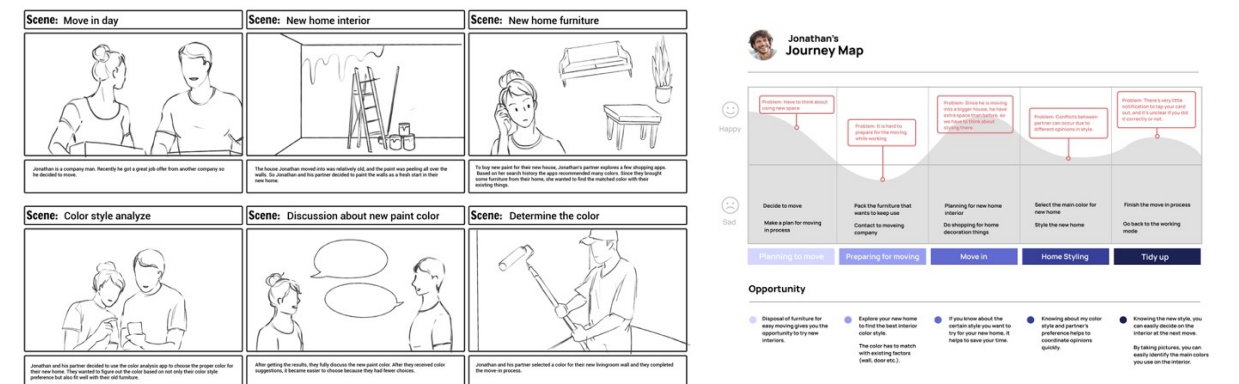 Scene: Move in day
Jonathan is a company man. Recently he got a great job offer from another company so
he decided to move.
Scene: New home interior
The house Jonathan moved into was relatively old, and the paint was peeling all over the
walls. So Jonathan and his partner decided to paint the walls as a fresh start in their
new home.
Scene: New home furniture
To buy new paint for their new house, Jonathan's partner explores a few shopping apps.
Based on her search history the apps recommended many colors. Since they brought
some furniture from their home, she wanted to find the matched color with their
existing things.
Scene: Color style analyze
Jonathan and his partner decided to use the color analysis app to choose the proper color for
their new home. They wanted to figure out the color based on not only their color style
preference but also fit well with their old furniture.
Scene: Discussion about new paint color
After getting the results, they fully discuss the new paint color. After they received color
suggestions, it became easier to choose because they had fewer choices.
Scene: Determine the color
Jonathan and his partner selected a color for their new livingroom wall and they completed
the move-in process.
Jonathan's
Journey Map
Happy
Sad
Problem- Have to think about
using new space
Problem- It is hard to
prepare for the moving
while working.
Problem- Since he is moving
into a bigger house, he have
extra space than before. so
we have to think about
styling them.
Problem- Conflicts between
partner can occur due to
different opinions in style.
Problem- There's very little
notification to tap your card
out, and it's unclear if you did
it correctly or not.
Decide to move
Make a plan for moving
in process
Pack the furniture that
wants to keep use
Contact to moveing
company
Planning for new home
interior
Do shopping for home
decoration things
Select the main color for
new home
Style the new home
Finish the move in process
Go back to the working
mode
Planning to move
Preparing for moving
Move in
Home Styling
Tidy up
Opportunity
Disposal of furniture for
easy moving gives you the
opportunity to try new
interiors.
Explore your new home
to find the best interior
color style.
The color has to match
with existing factors
(wall, door etc.).
If you know about the
certain style you want to
try for your new home, it
helps to save your time.
Knowing about my color
style and partner's
preference helps to
coordinate opinions
quickly.
Knowing the new style, you
can easily decide on the
interior at the next move.
By taking pictures, you can
easily identify the main colors
you use on the interior.